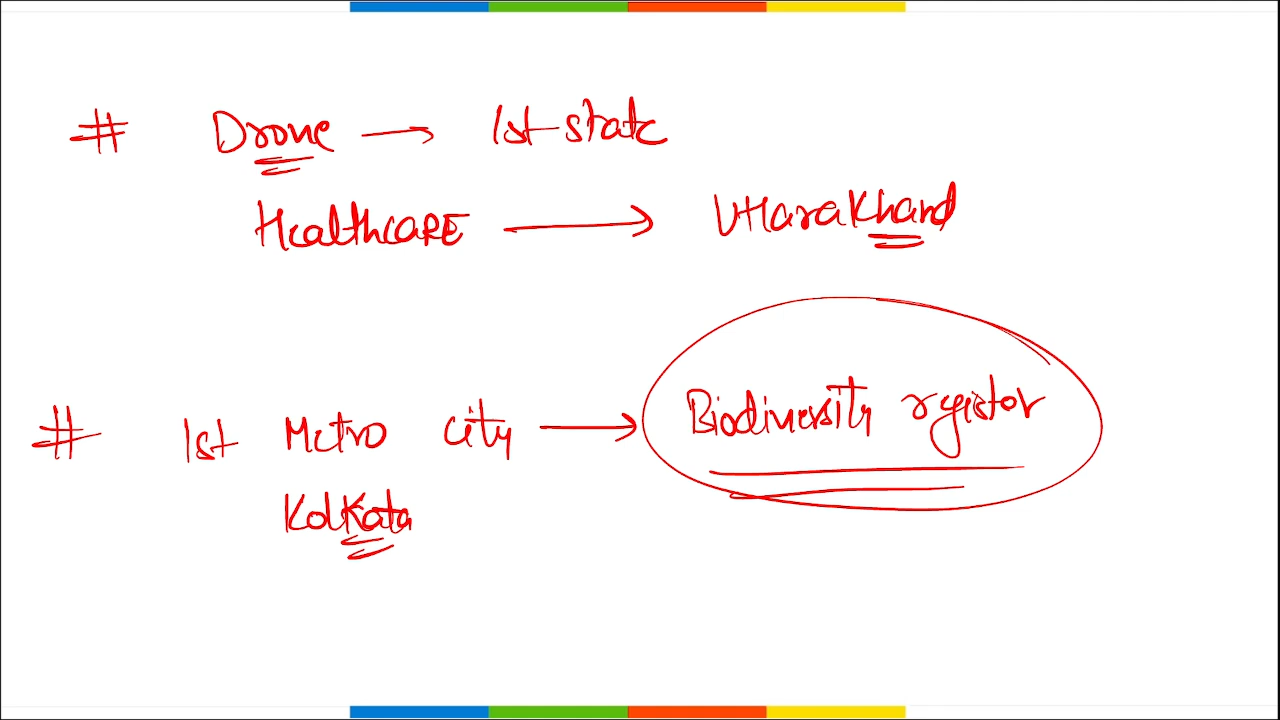 # Drone → 1st state
Healthcare → Uttarakhand
# 1st Metro city → Biodiversity register
Kolkata